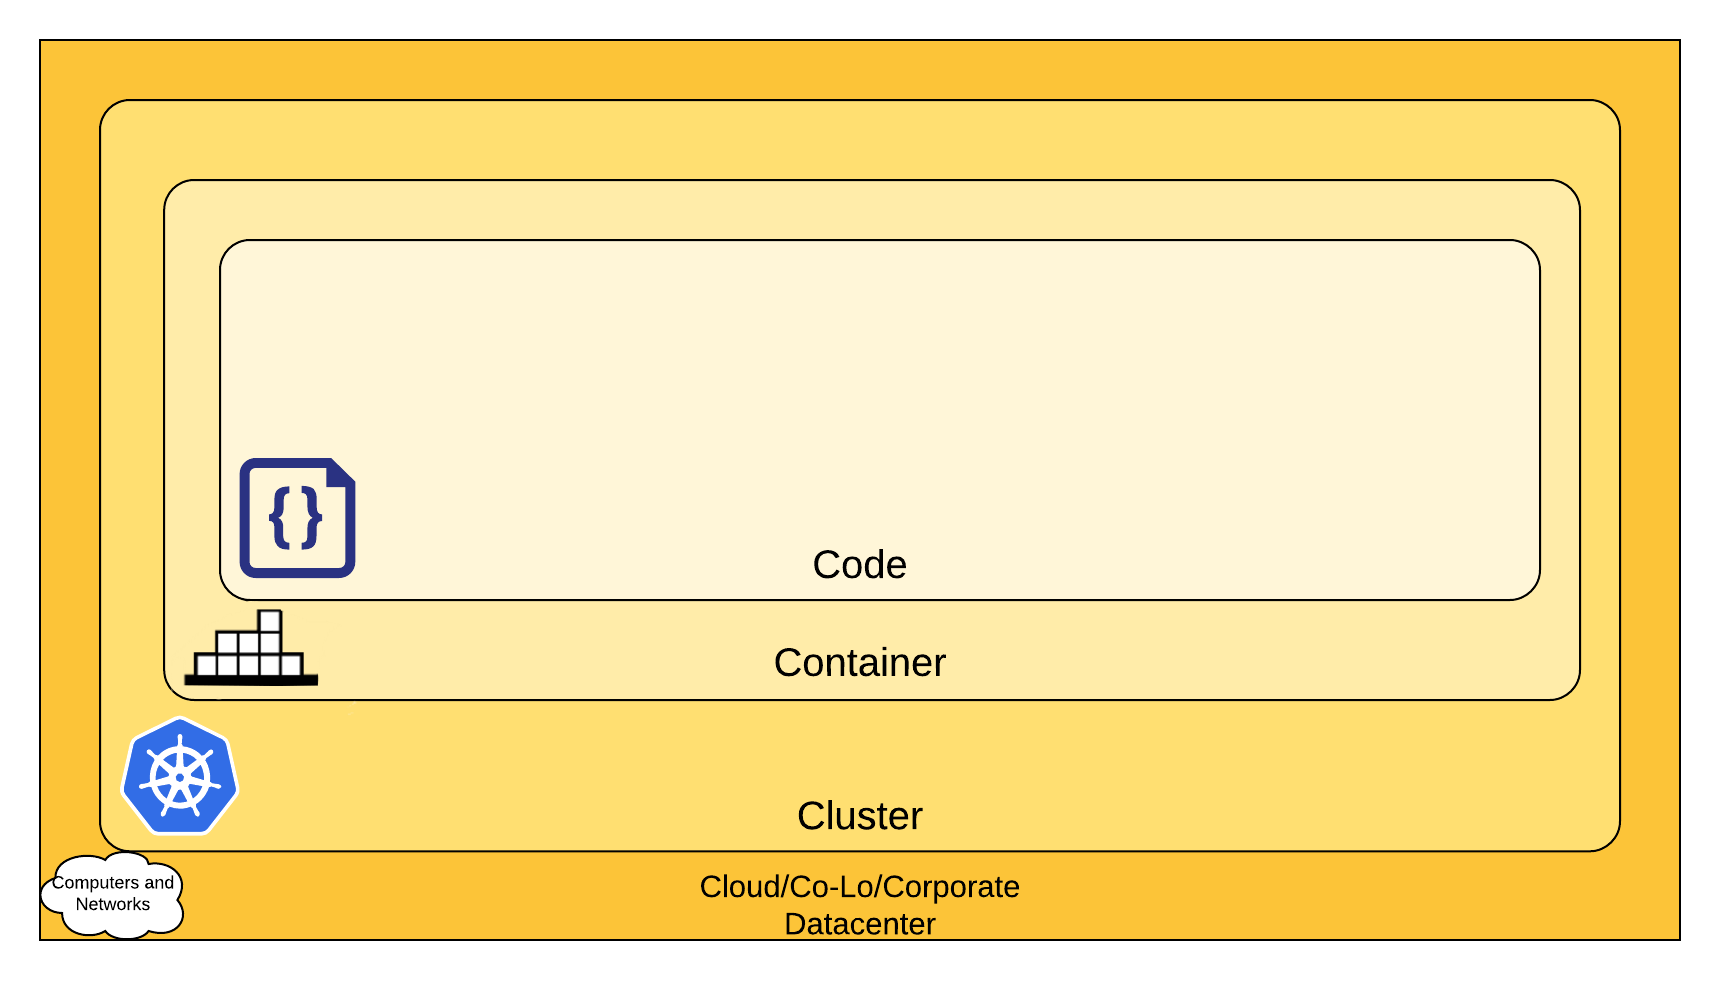 { }
Code
Container
Cluster
Computers and
Networks
Cloud/Co-Lo/Corporate
Datacenter